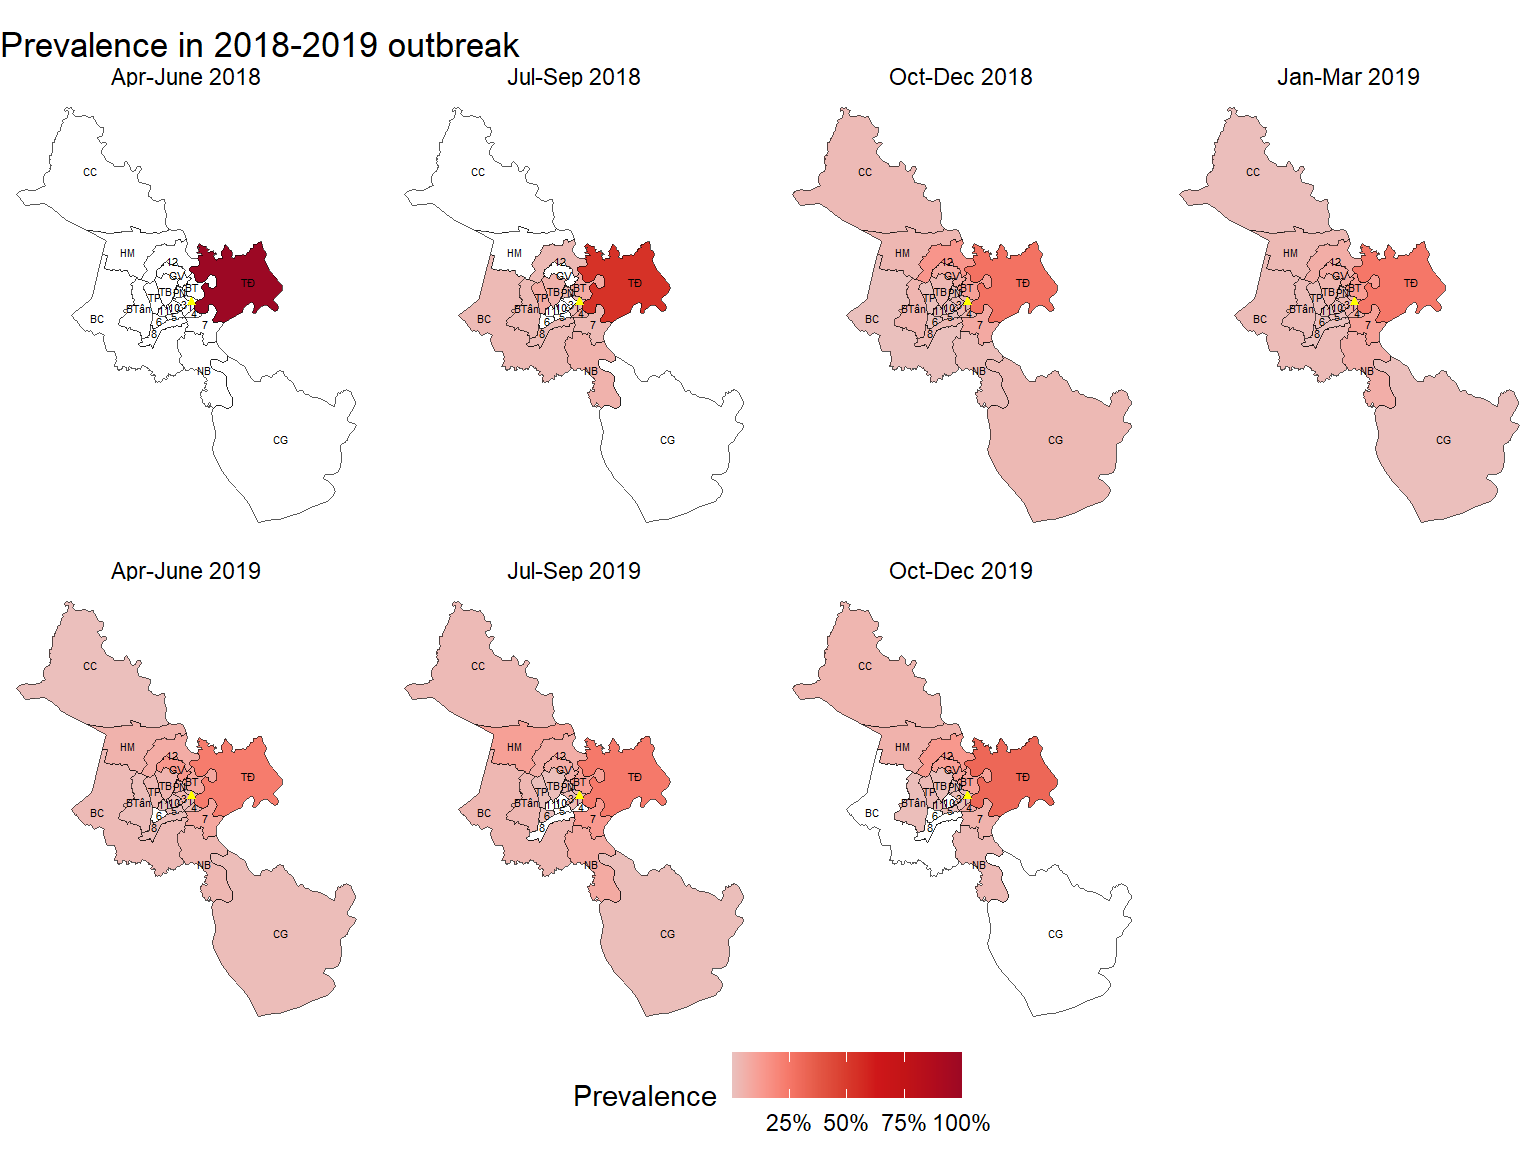 Prevalence in 2018-2019 outbreak
Apr-June 2018
Jul-Sep 2018
Oct-Dec 2018
Jan-Mar 2019
CC
CC
CC
CC
HM
HM
HM
HM
12
12
12
12
GV
GV
GV
GV
TĐ
TĐ
TĐ
TĐ
TB
PN
BT
TB
PN
BT
TB
PN
BT
TB
PN
BT
TP
TP
TP
TP
BTân
BTân
BTân
BTân
BC
BC
BC
BC
11
10
3
1
11
10
3
1
11
10
3
1
11
10
3
1
6
5
4
6
5
4
6
5
4
6
5
4
8
7
8
7
8
7
8
7
NB
NB
NB
NB
CG
CG
CG
CG
Apr-June 2019
Jul-Sep 2019
Oct-Dec 2019
CC
CC
CC
HM
HM
HM
12
12
12
GV
GV
GV
TĐ
TĐ
TĐ
TB
PN
BT
TB
PN
BT
TB
PN
BT
TP
TP
TP
BTân
BTân
BTân
BC
BC
BC
11
10
3
1
11
10
3
1
11
10
3
1
6
5
4
6
5
4
6
5
4
8
7
8
7
8
7
NB
NB
NB
CG
CG
CG
Prevalence
25% 50% 75% 100%